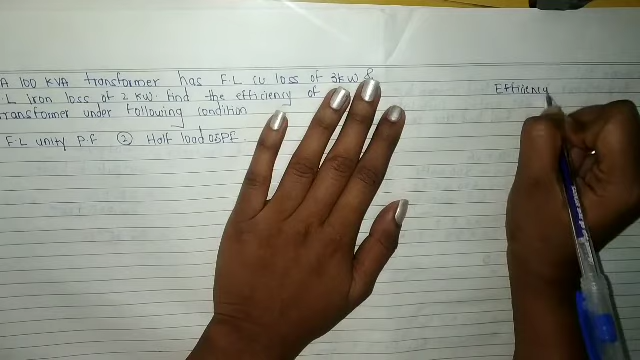 A 100 KVA transformer has F.L cu loss of 3kW &
L iron loss of 2 kW. Find the efficiency of
transformer under following condition
F.L unity p.f ② Half load 0.5 P.F.
Efficiency